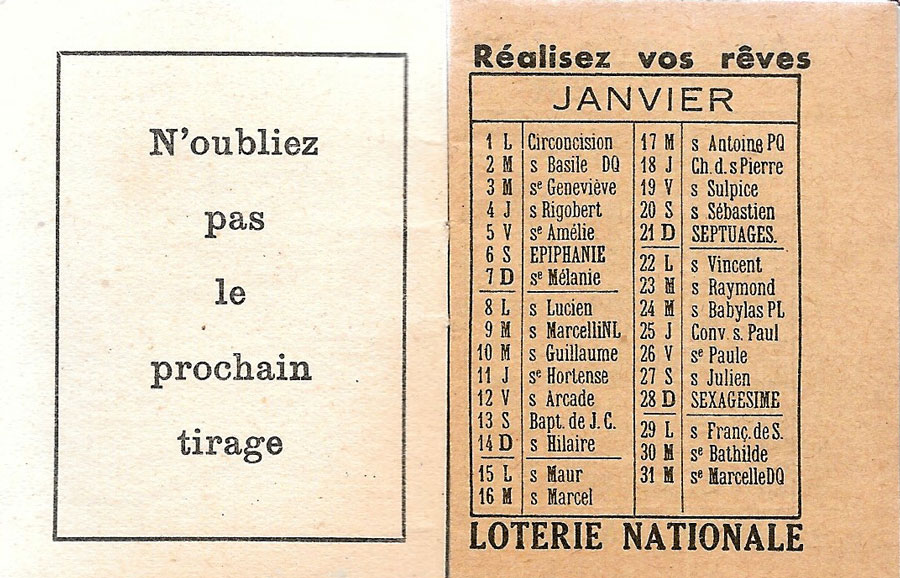 N'oubliez
pas
le
prochain
tirage
Réalisez vos rêves
JANVIER
1 L Circoncision
2 M s Basile DQ
3 M sᵉ Geneviève
4 J s Rigobert
5 V sᵉ Amélie
6 S EPIPHANIE
7 D sᵉ Mélanie
8 L s Lucien
9 M s MarcelliNL
10 M s Guillaume
11 J sᵉ Hortense
12 V s Arcade
13 S Bapt. de J. C.
14 D s Hilaire
15 L s Maur
16 M s Marcel
17 M s Antoine PQ
18 J Ch. d. s Pierre
19 V s Sulpice
20 S s Sébastien
21 D SEPTUAGES.
22 L s Vincent
23 M s Raymond
24 M s Babylas PL
25 J Conv. s. Paul
26 V sᵉ Paule
27 S s Julien
28 D SEXAGESIME
29 L s Franç. de S.
30 M sᵉ Bathilde
31 M sᵉ MarcelleDQ
LOTERIE NATIONALE